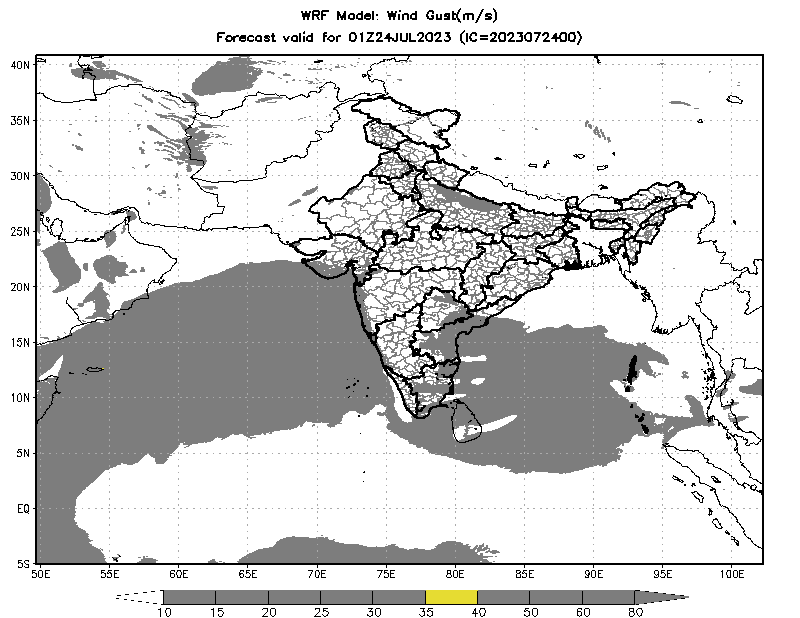 WRF Model: Wind Gust(m/s)
Forecast valid for 01Z24JUL2023 (IC=2023072400)
40N
35N
30N
25N
20N
15N
10N
5N
EQ
5S
50E 55E 60E 65E 70E 75E 80E 85E 90E 95E 100E
10 15 20 25 30 35 40 50 60 80